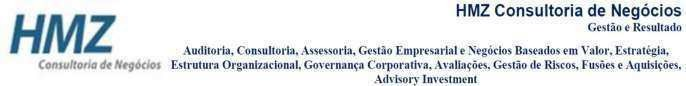 HMZ
Consultoria de Negócios
HMZ Consultoria de Negócios
Gestão e Resultado
Auditoria, Consultoria, Assessoria, Gestão Empresarial e Negócios Baseados em Valor, Estratégia,
Estrutura Organizacional, Governança Corporativa, Avaliações, Gestão de Riscos, Fusões e Aquisições,
Advisory Investment